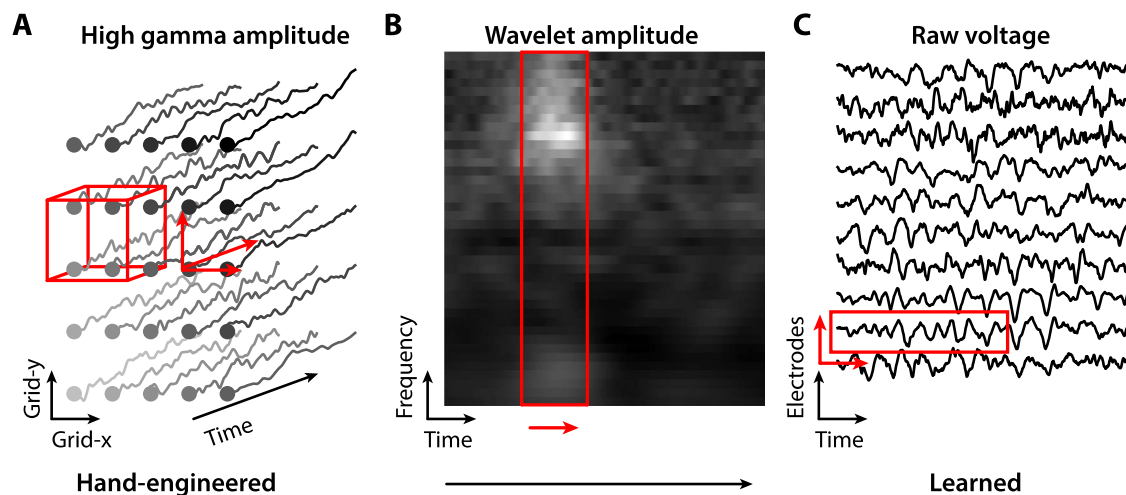 A
High gamma amplitude
Grid-y
Grid-x
Time
B
Wavelet amplitude
Frequency
Time
C
Raw voltage
Electrodes
Time
Hand-engineered
Learned